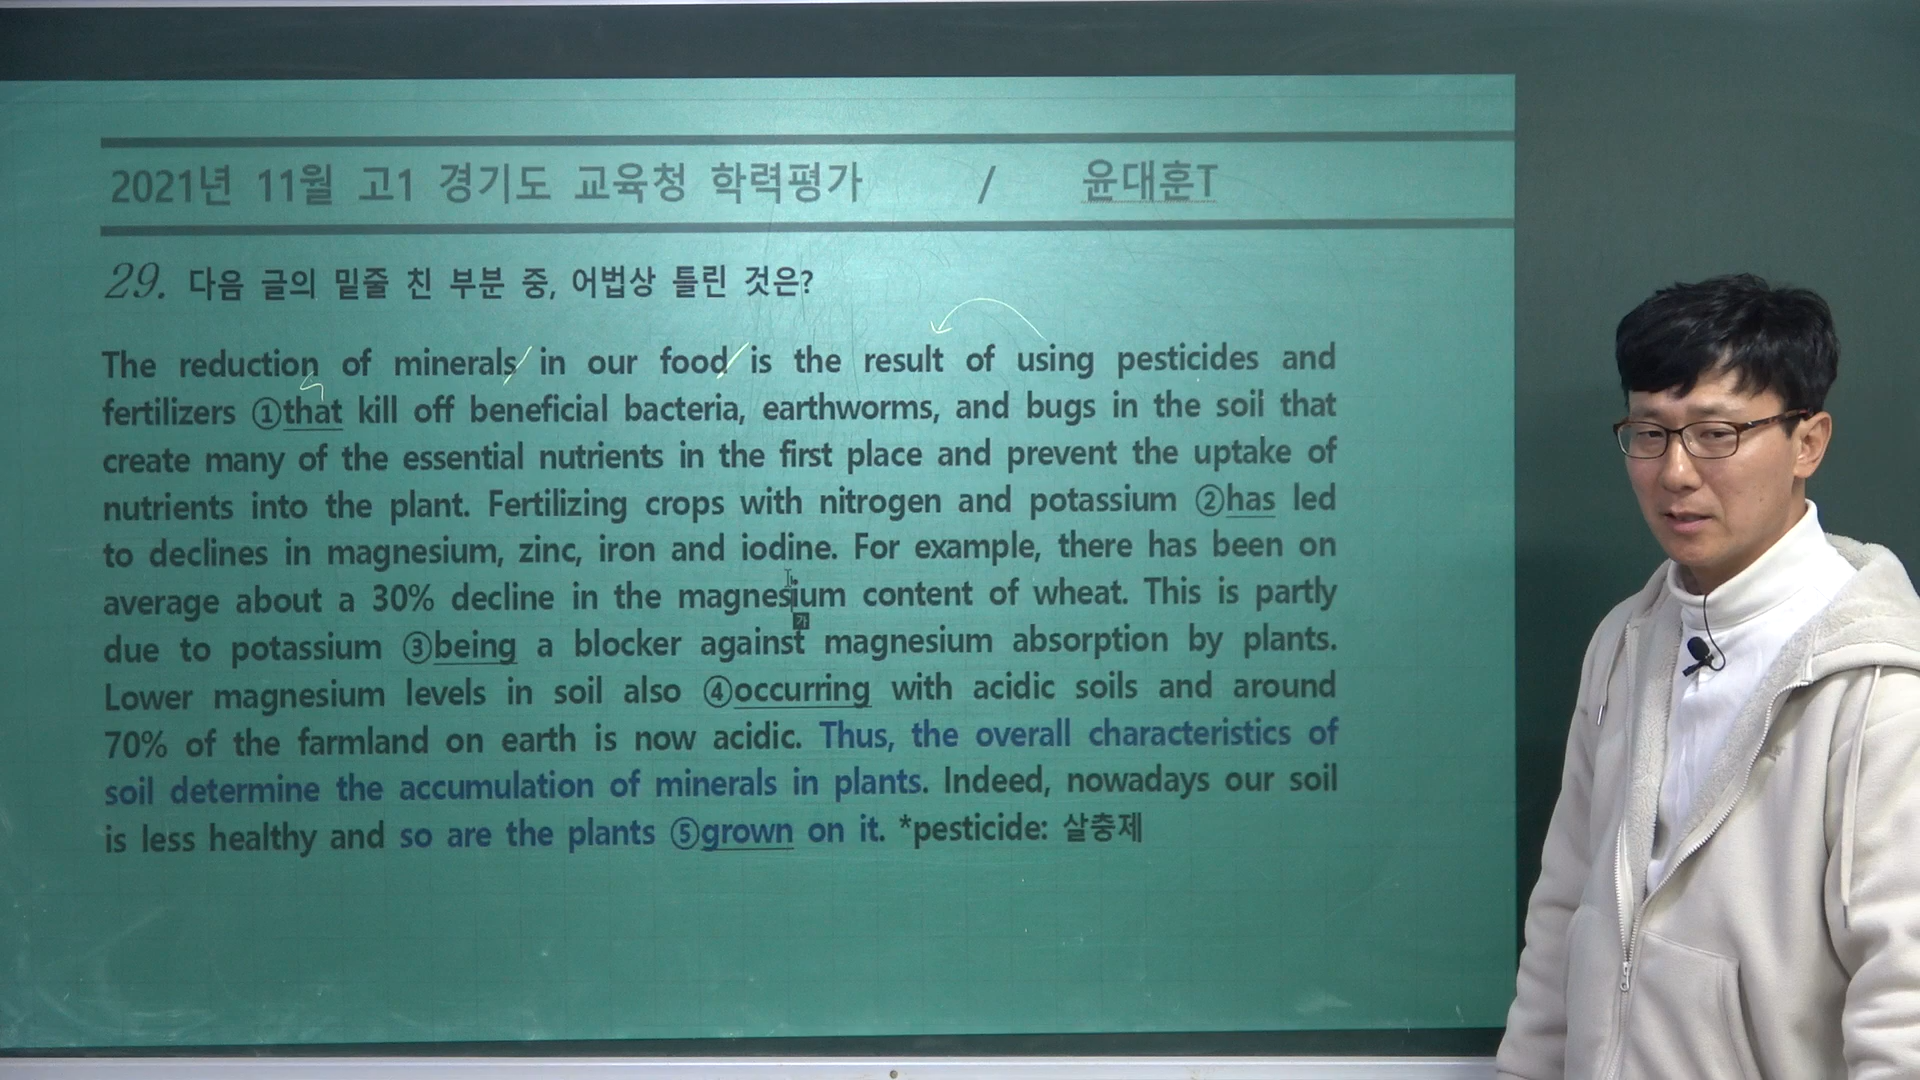 2021년 11월 고1 경기도 교육청 학력평가 / 윤대훈T
29. 다음 글의 밑줄 친 부분 중, 어법상 틀린 것은?
The reduction of minerals in our food is the result of using pesticides and
fertilizers ①that kill off beneficial bacteria, earthworms, and bugs in the soil that
create many of the essential nutrients in the first place and prevent the uptake of
nutrients into the plant. Fertilizing crops with nitrogen and potassium ②has led
to declines in magnesium, zinc, iron and iodine. For example, there has been on
average about a 30% decline in the magnesium content of wheat. This is partly
due to potassium ③being a blocker against magnesium absorption by plants.
Lower magnesium levels in soil also ④occurring with acidic soils and around
70% of the farmland on earth is now acidic. Thus, the overall characteristics of
soil determine the accumulation of minerals in plants. Indeed, nowadays our soil
is less healthy and so are the plants ⑤grown on it. *pesticide: 살충제
가